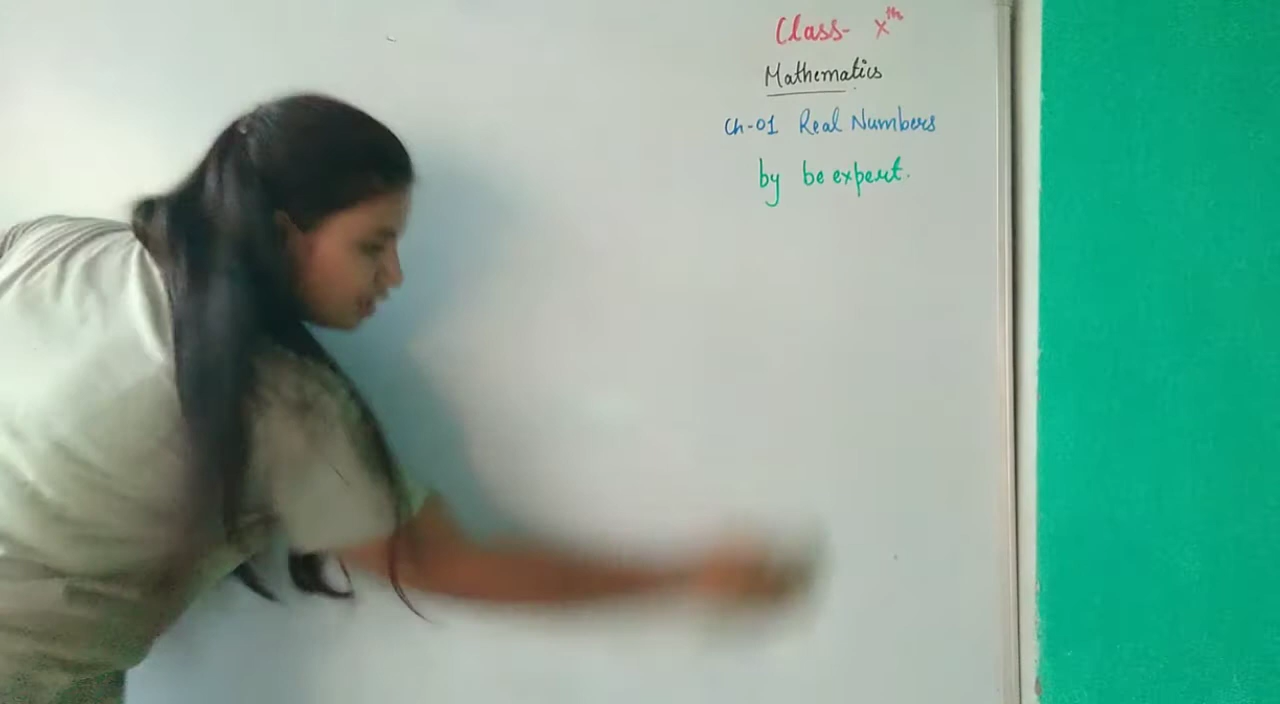 Class- Xth
Mathematics
Ch-01 Real Numbers
by be expert.